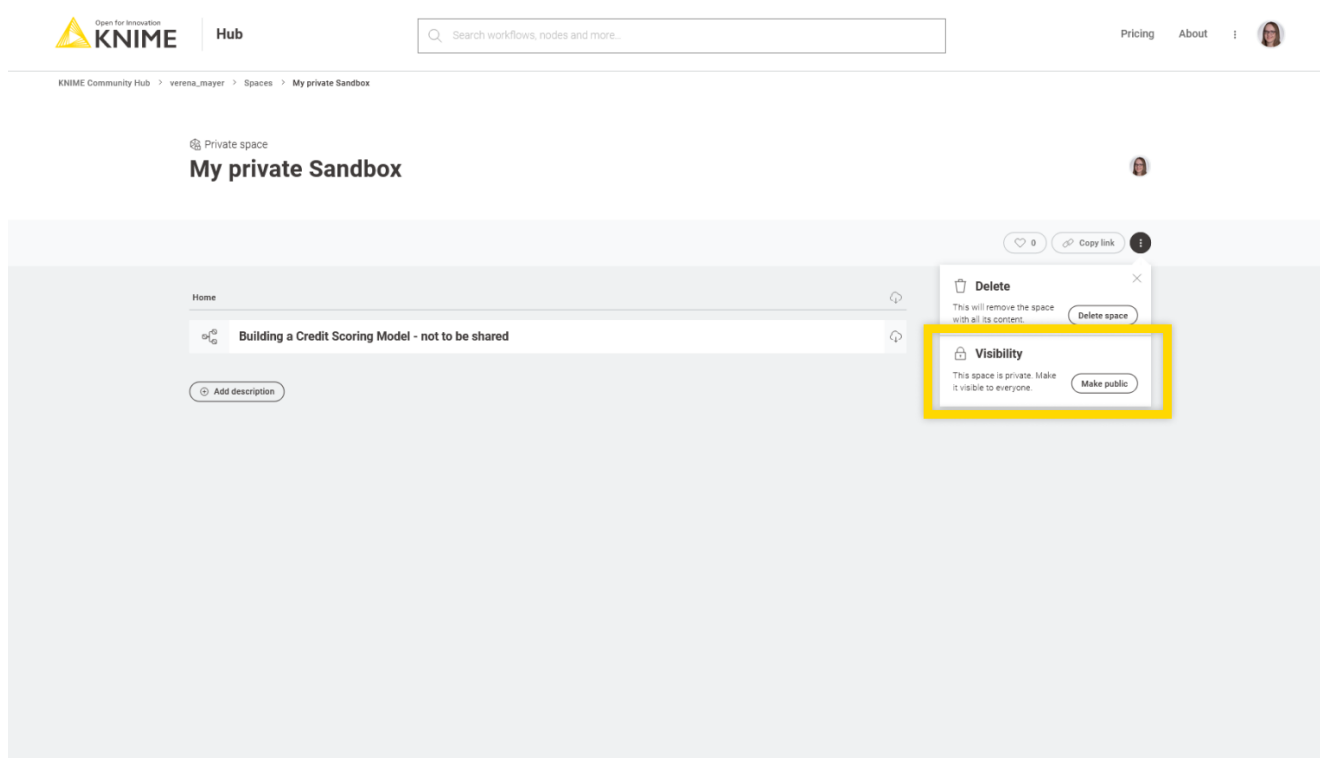 Open for Innovation
KNIME
Hub
Search workflows, nodes and more...
Pricing
About
KNIME Community Hub > verena_mayer > Spaces > My private Sandbox
Private space
My private Sandbox
0
Copy link
Delete
This will remove the space
with all its content.
Delete space
Visibility
This space is private. Make
it visible to everyone.
Make public
Home
Building a Credit Scoring Model - not to be shared
Add description